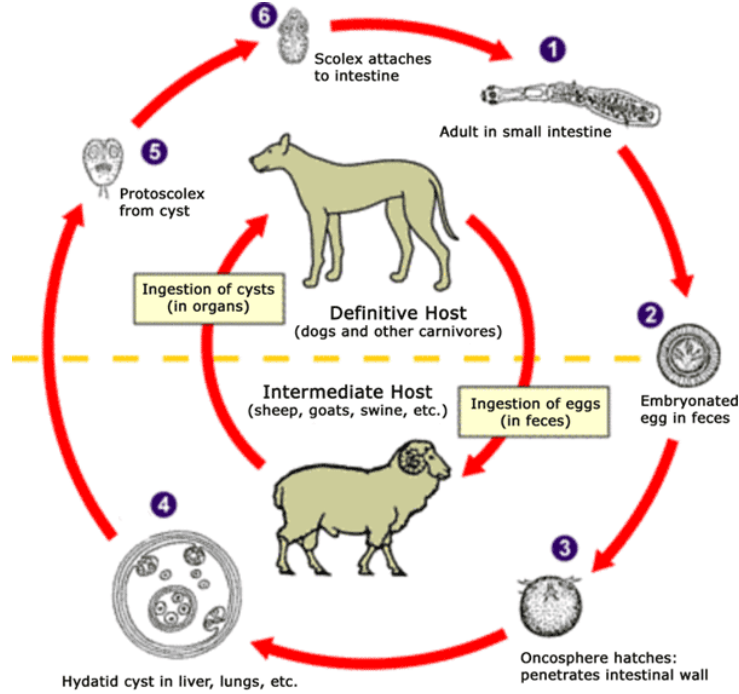 6
Scolex attaches
to intestine
1
Adult in small intestine
5
Protoscolex
from cyst
Ingestion of cysts
(in organs)
Definitive Host
(dogs and other carnivores)
2
Embryonated
egg in feces
Intermediate Host
(sheep, goats, swine, etc.)
Ingestion of eggs
(in feces)
4
Hydatid cyst in liver, lungs, etc.
3
Oncosphere hatches:
penetrates intestinal wall